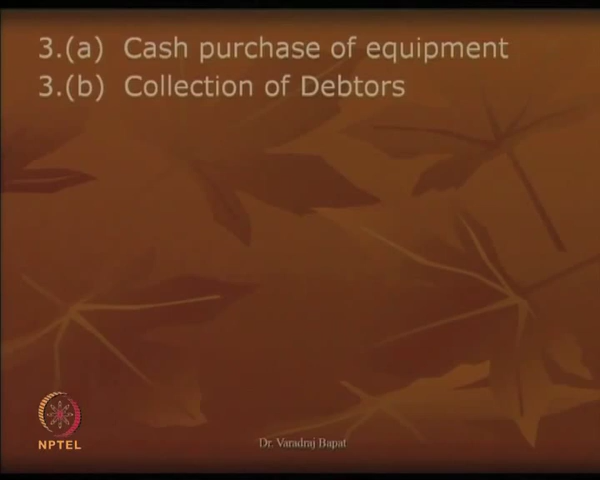 3.(a) Cash purchase of equipment
3.(b) Collection of Debtors
NPTEL
Dr. Varadraj Bapat